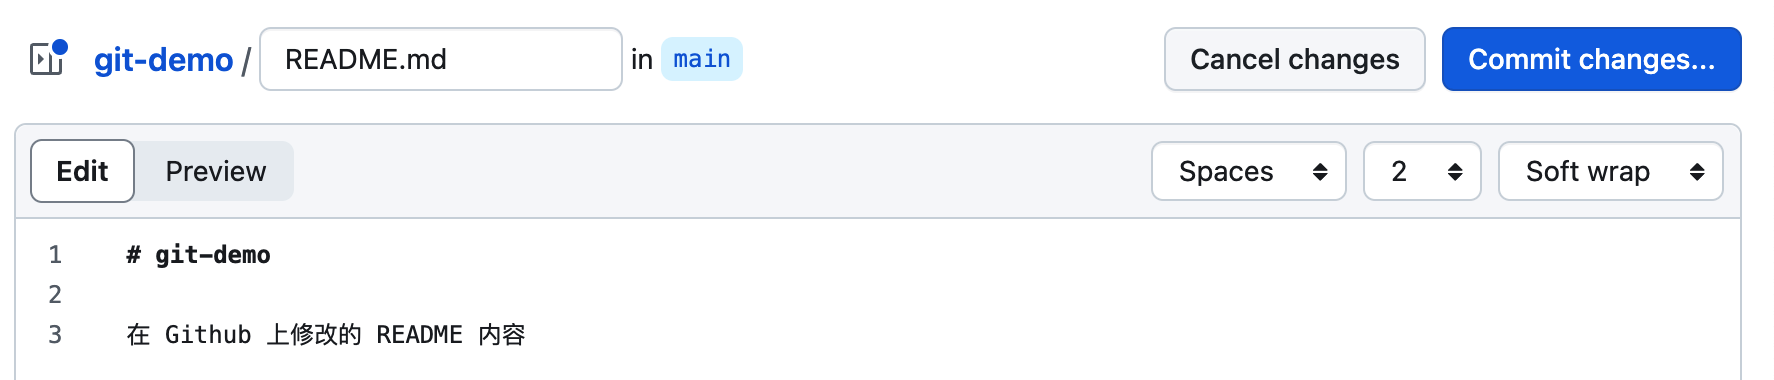 git-demo / README.md in main Cancel changes Commit changes...
Edit Preview Spaces 2 Soft wrap
1 # git-demo
2
3 在 Github 上修改的 README 内容